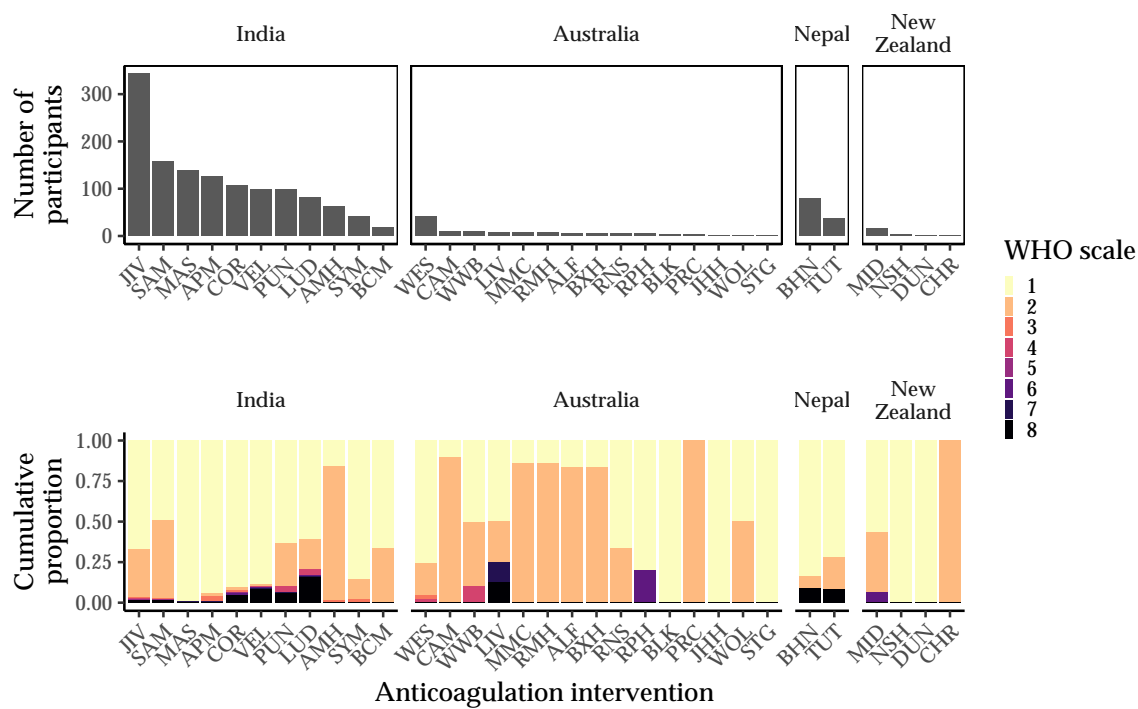 India
Australia
Nepal
New
Zealand
Number of
participants
300
200
100
0
JIV SAM MAS APM COR VEL PUN LUD AMH SYM BCM
WES CAM WWB LIV MMC RMH ALF BXH RNS RPH BLK PRC JHH WOL STG
BHN TUT
MID NSH DUN CHR
WHO scale
1
2
3
4
5
6
7
8
India
Australia
Nepal
New
Zealand
Cumulative
proportion
1.00
0.75
0.50
0.25
0.00
JIV SAM MAS APM COR VEL PUN LUD AMH SYM BCM
WES CAM WWB LIV MMC RMH ALF BXH RNS RPH BLK PRC JHH WOL STG
BHN TUT
MID NSH DUN CHR
Anticoagulation intervention